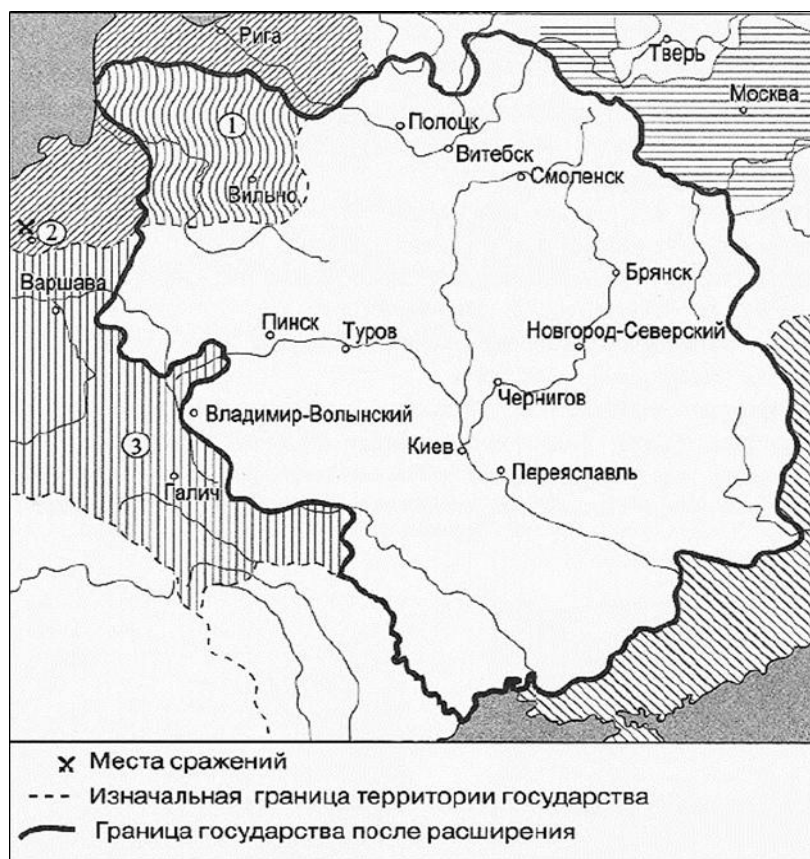 Рига
Тверь
Москва
1
Полоцк
Витебск
Вильно
Смоленск
2
Варшава
Брянск
Пинск
Туров
Новгород-Северский
Чернигов
Владимир-Волынский
3
Киев
Переяславль
Галич
Места сражений
Изначальная граница территории государства
Граница государства после расширения